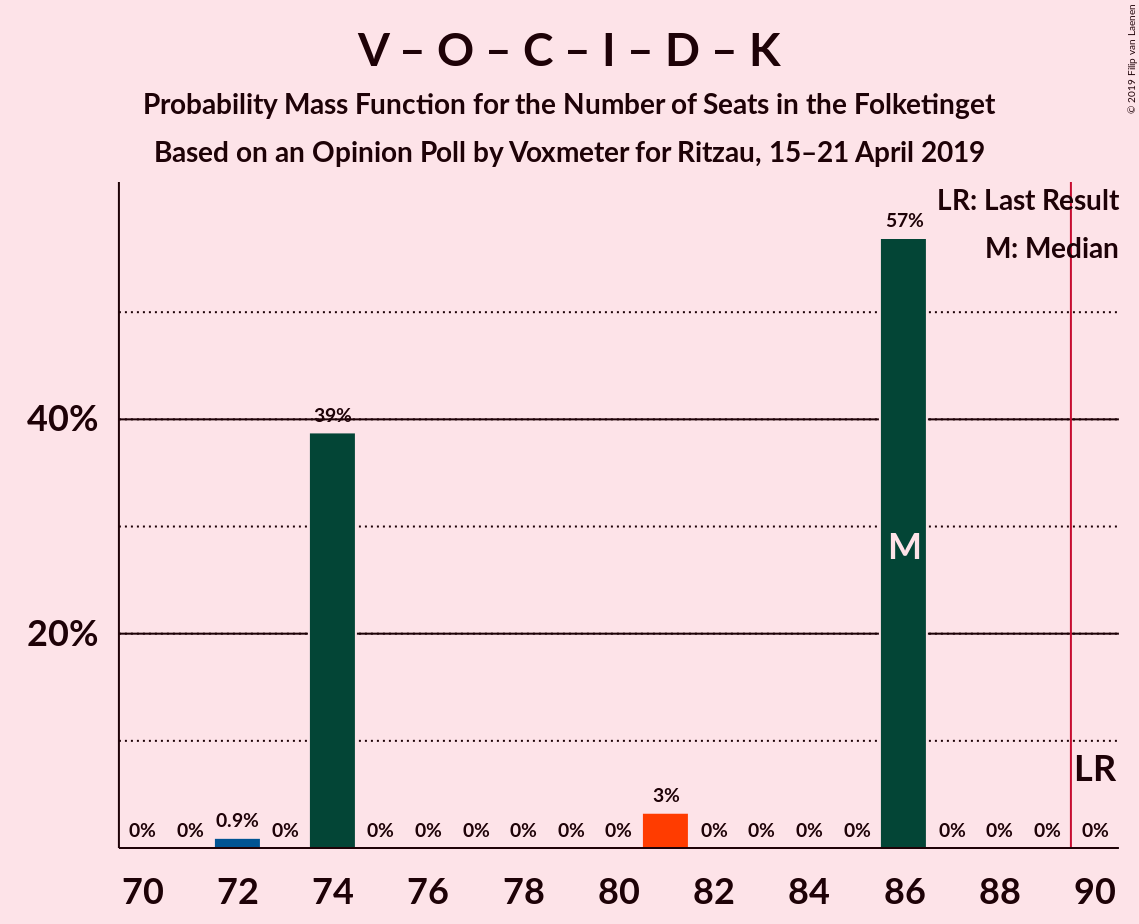 V – O – C – I – D – K
Probability Mass Function for the Number of Seats in the Folketinget
Based on an Opinion Poll by Voxmeter for Ritzau, 15–21 April 2019
© 2019 Filip van Laenen
LR: Last Result
M: Median
57%
40%
39%
M
20%
LR
0% 0% 0.9% 0% 0% 0% 0% 0% 0% 0% 3% 0% 0% 0% 0% 0% 0% 0% 0%
70 72 74 76 78 80 82 84 86 88 90